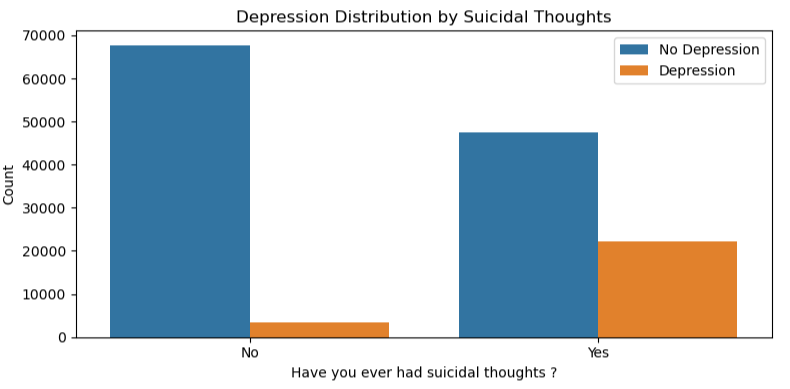 Depression Distribution by Suicidal Thoughts
No Depression
Depression
Count
70000
60000
50000
40000
30000
20000
10000
0
No
Yes
Have you ever had suicidal thoughts ?